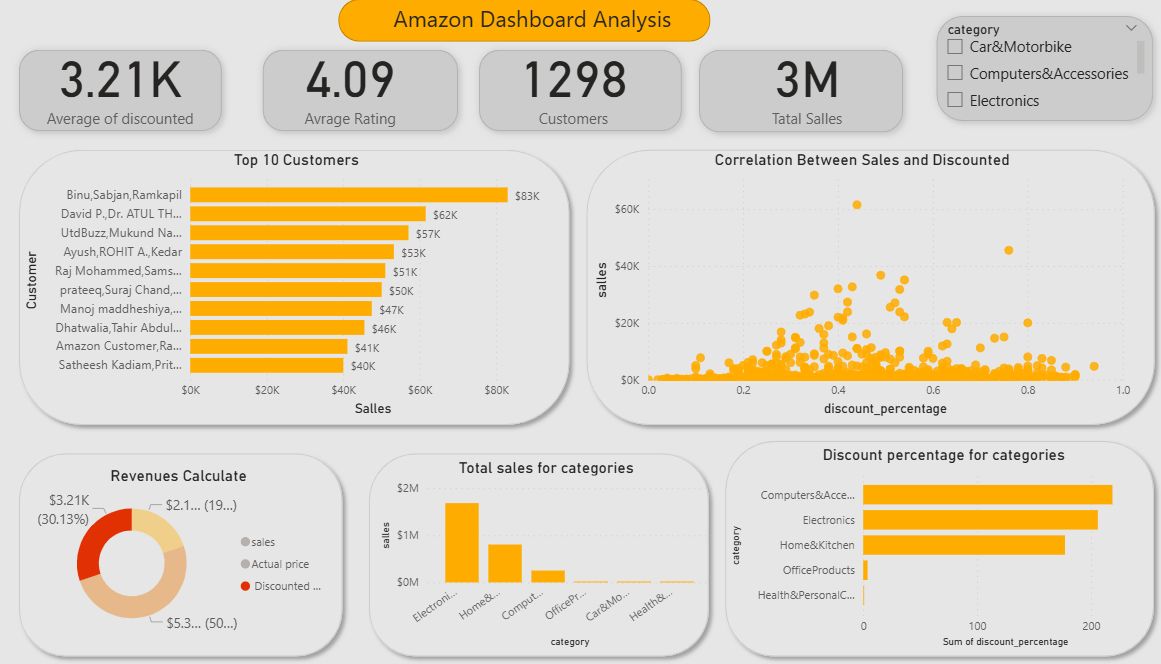 Amazon Dashboard Analysis
3.21K
Average of discounted
4.09
Avrage Rating
1298
Customers
3M
Tatal Salles
category
Car&Motorbike
Computers&Accessories
Electronics
Top 10 Customers
Customer
Binu,Sabjan,Ramkapil
$83K
David P.,Dr. ATUL TH...
$62K
UtdBuzz,Mukund Na...
$57K
Ayush,ROHIT A.,Kedar
$53K
Raj Mohammed,Sams...
$51K
prateeq,Suraj Chand,...
$50K
Manoj maddheshiya,...
$47K
Dhatwalia,Tahir Abdul...
$46K
Amazon Customer,Ra...
$41K
Satheesh Kadiam,Prit...
$40K
$0K $20K $40K $60K $80K
Salles
Correlation Between Sales and Discounted
salles
$60K
$40K
$20K
$0K
0.0 0.2 0.4 0.6 0.8 1.0
discount_percentage
Revenues Calculate
$3.21K
(30.13%)
$2.1... (19...)
$5.3... (50...)
sales
Actual price
Discounted ...
Total sales for categories
salles
$2M
$1M
$0M
Electroni...
Home&...
Comput...
OfficePr...
Car&Mo...
Health&...
category
Discount percentage for categories
category
Computers&Acce...
Electronics
Home&Kitchen
OfficeProducts
Health&PersonalC...
0 100 200
Sum of discount_percentage